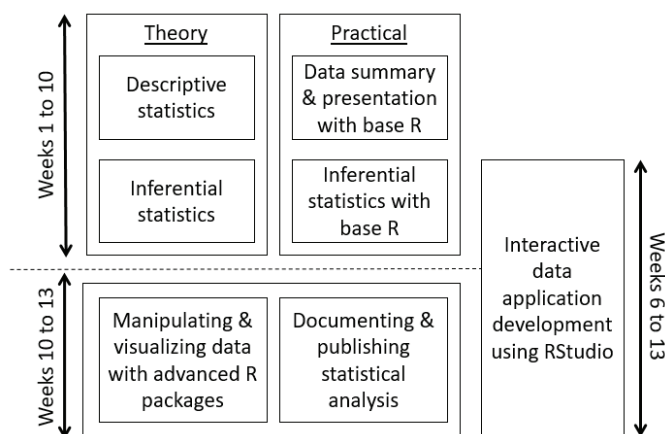 Weeks 1 to 10
Theory
Descriptive
statistics
Inferential
statistics
Practical
Data summary
& presentation
with base R
Inferential
statistics with
base R
Weeks 10 to 13
Manipulating &
visualizing data
with advanced R
packages
Documenting &
publishing
statistical
analysis
Interactive
data
application
development
using RStudio
Weeks 6 to 13